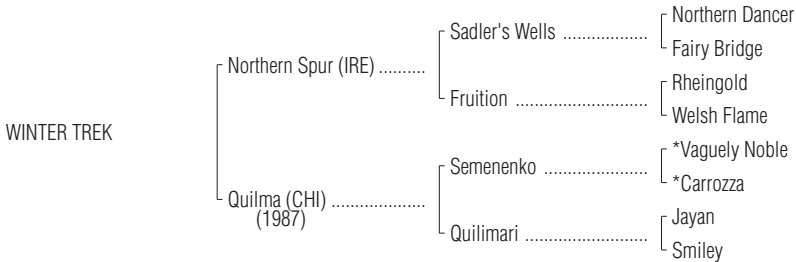 Northern Dancer
Sadler's Wells ..................
Fairy Bridge
Northern Spur (IRE) ..........
Rheingold
Fruition ............................
Welsh Flame
WINTER TREK
*Vaguely Noble
Semenenko ......................
*Carrozza
Quilma (CHI) ....................
(1987)
Jayan
Quilimari ..........................
Smiley